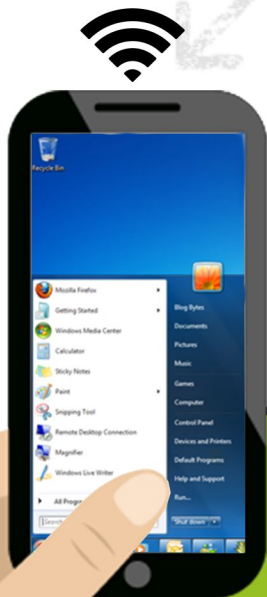 Recycle Bin
Mozilla Firefox
Getting Started
Windows Media Center
Calculator
Sticky Notes
Paint
Snipping Tool
Remote Desktop Connection
Magnifier
Windows Live Writer
All Progra
Search
Blog Bytes
Documents
Pictures
Music
Games
Computer
Control Panel
Devices and Printers
Default Programs
Help and Support
Run...
Shut down